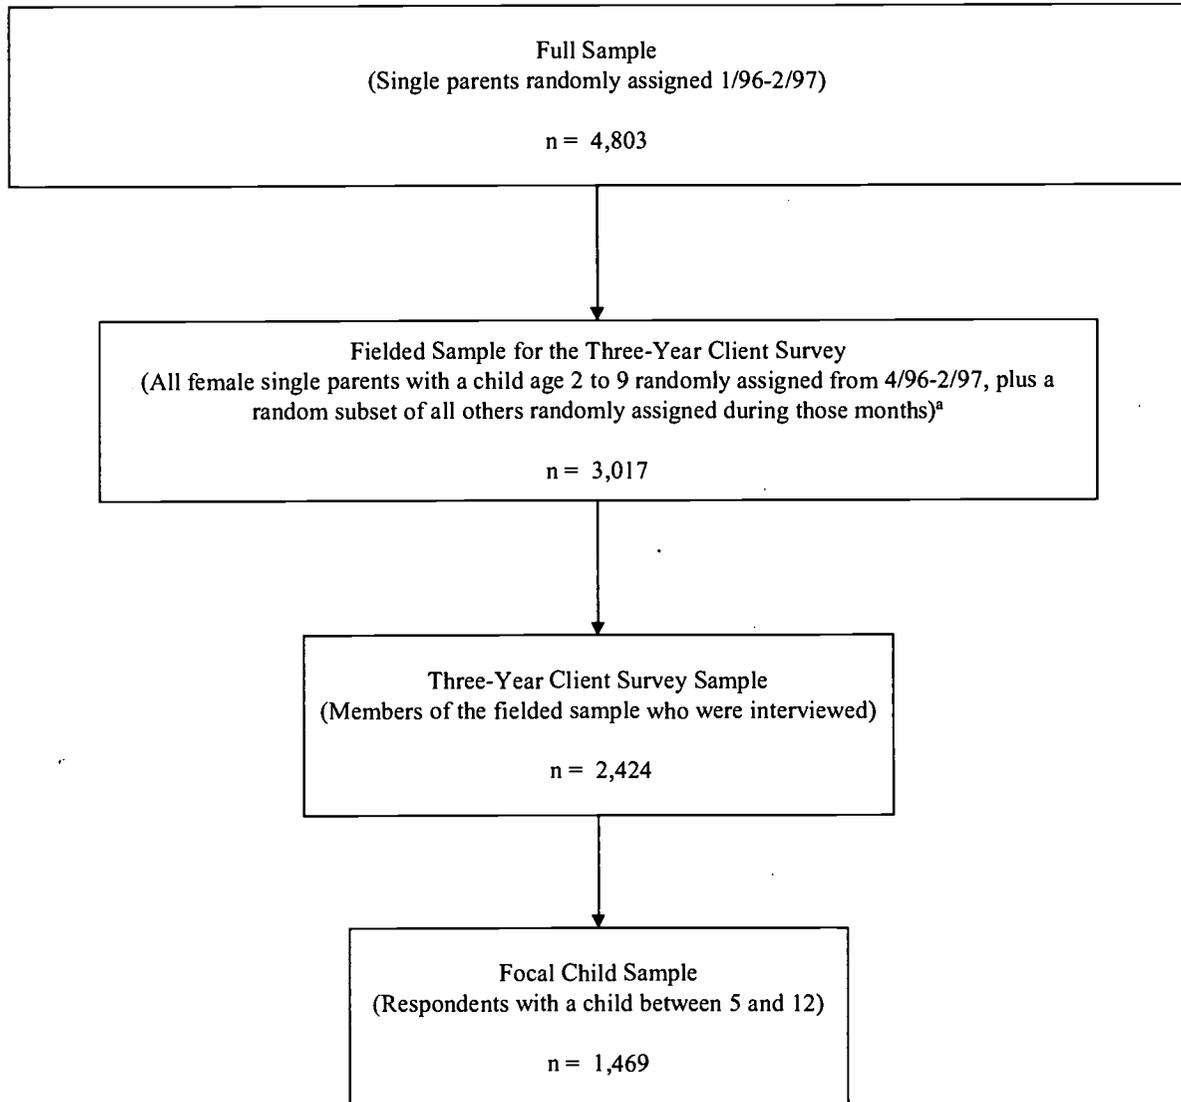 Full Sample
(Single parents randomly assigned 1/96-2/97)
n = 4,803
Fielded Sample for the Three-Year Client Survey
(All female single parents with a child age 2 to 9 randomly assigned from 4/96-2/97, plus a
random subset of all others randomly assigned during those months)ª
n = 3,017
Three-Year Client Survey Sample
(Members of the fielded sample who were interviewed)
n = 2,424
Focal Child Sample
(Respondents with a child between 5 and 12)
n = 1,469